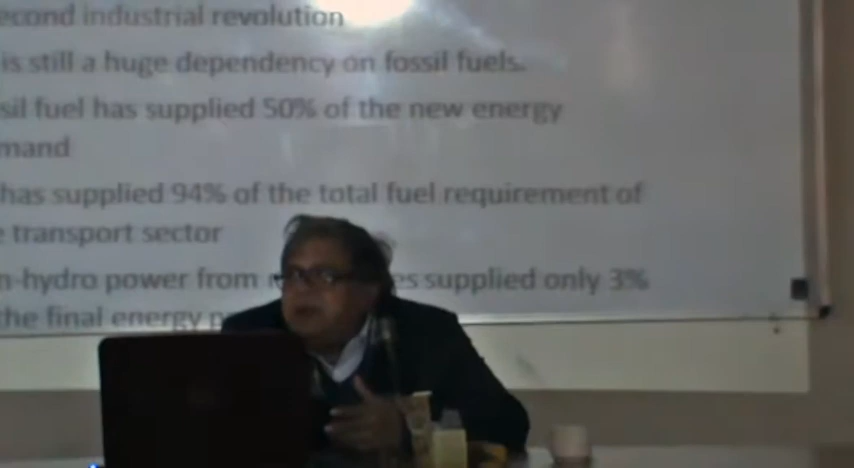 econd industrial revolution
is still a huge dependency on fossil fuels.
sil fuel has supplied 50% of the new energy
mand
has supplied 94% of the total fuel requirement of
e transport sector
n-hydro power from es supplied only 3%
the final energy p